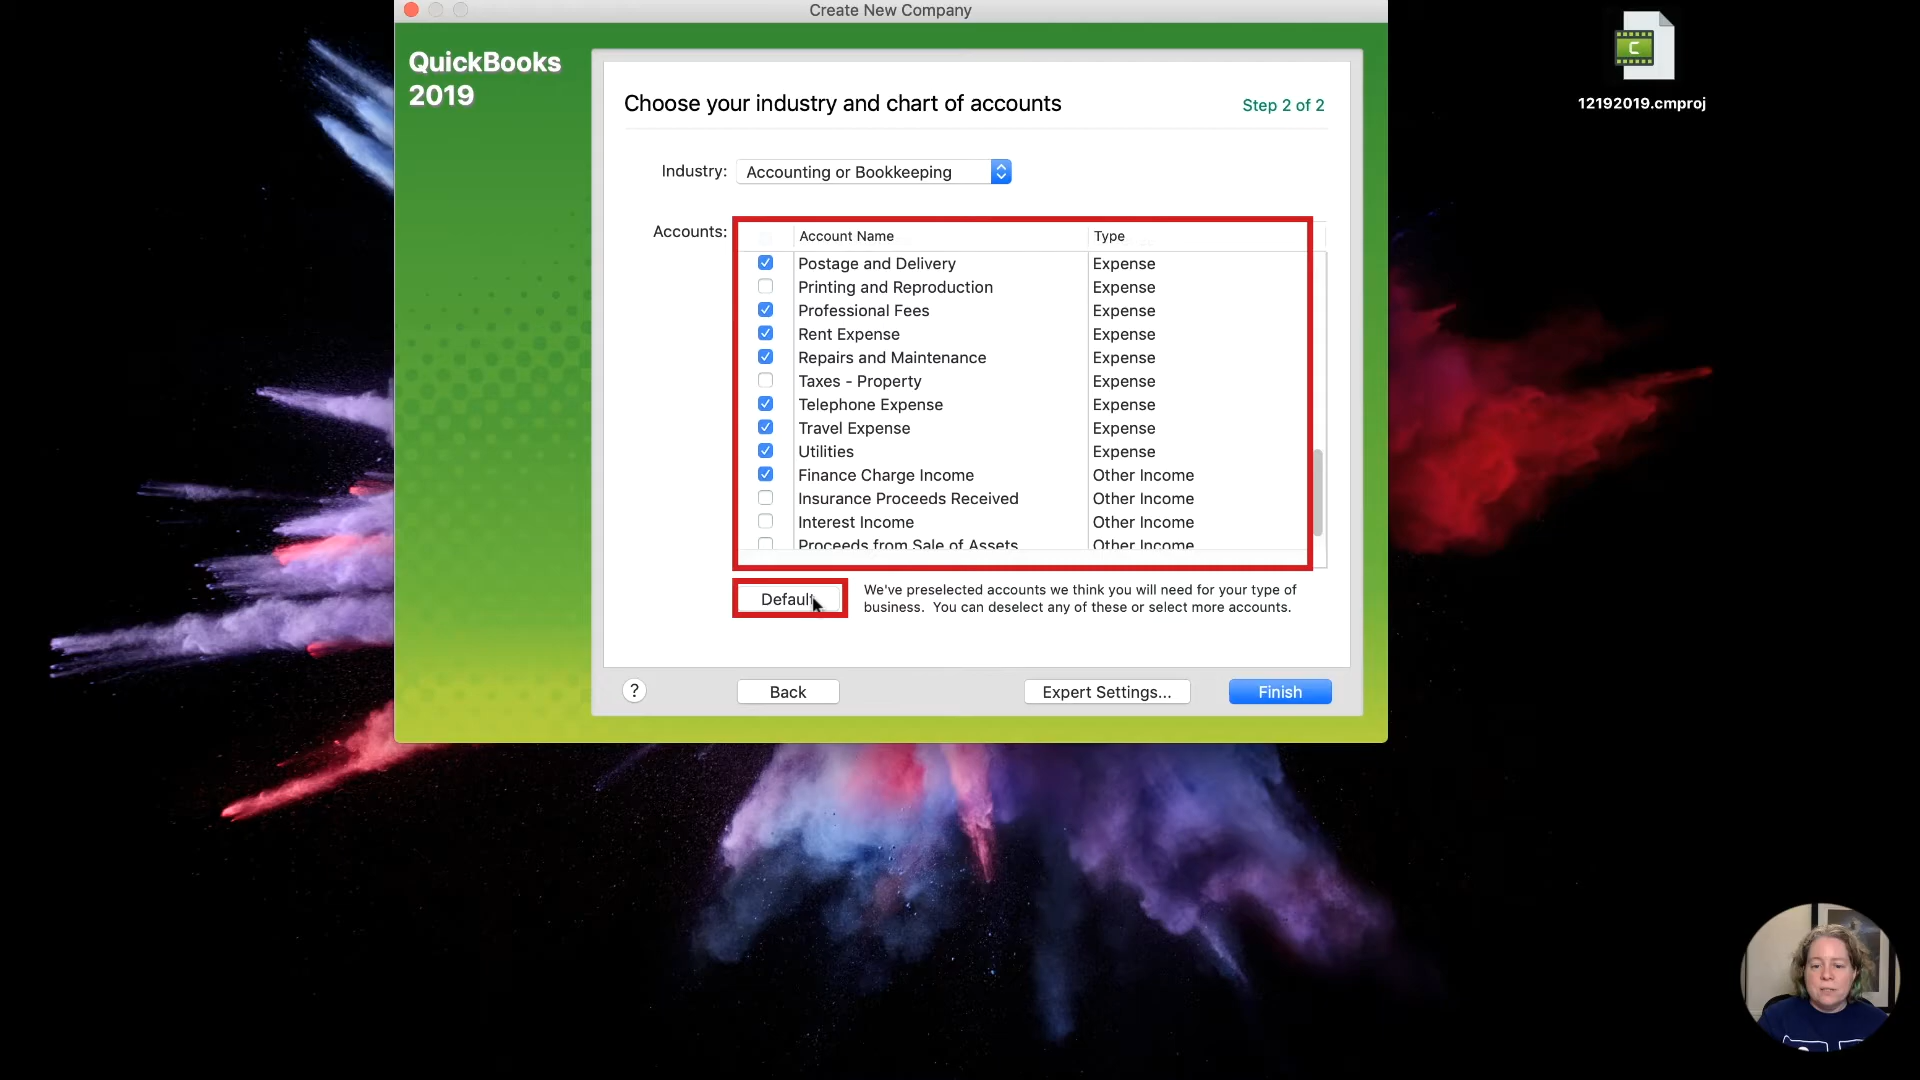 Create New Company
QuickBooks
2019
Choose your industry and chart of accounts
Step 2 of 2
Industry:
Accounting or Bookkeeping
Accounts:
Account Name Type
Postage and Delivery Expense
Printing and Reproduction Expense
Professional Fees Expense
Rent Expense Expense
Repairs and Maintenance Expense
Taxes - Property Expense
Telephone Expense Expense
Travel Expense Expense
Utilities Expense
Finance Charge Income Other Income
Insurance Proceeds Received Other Income
Interest Income Other Income
Proceeds from Sale of Assets Other Income
Default
We've preselected accounts we think you will need for your type of
business. You can deselect any of these or select more accounts.
?
Back
Expert Settings...
Finish
C
12192019.cmproj